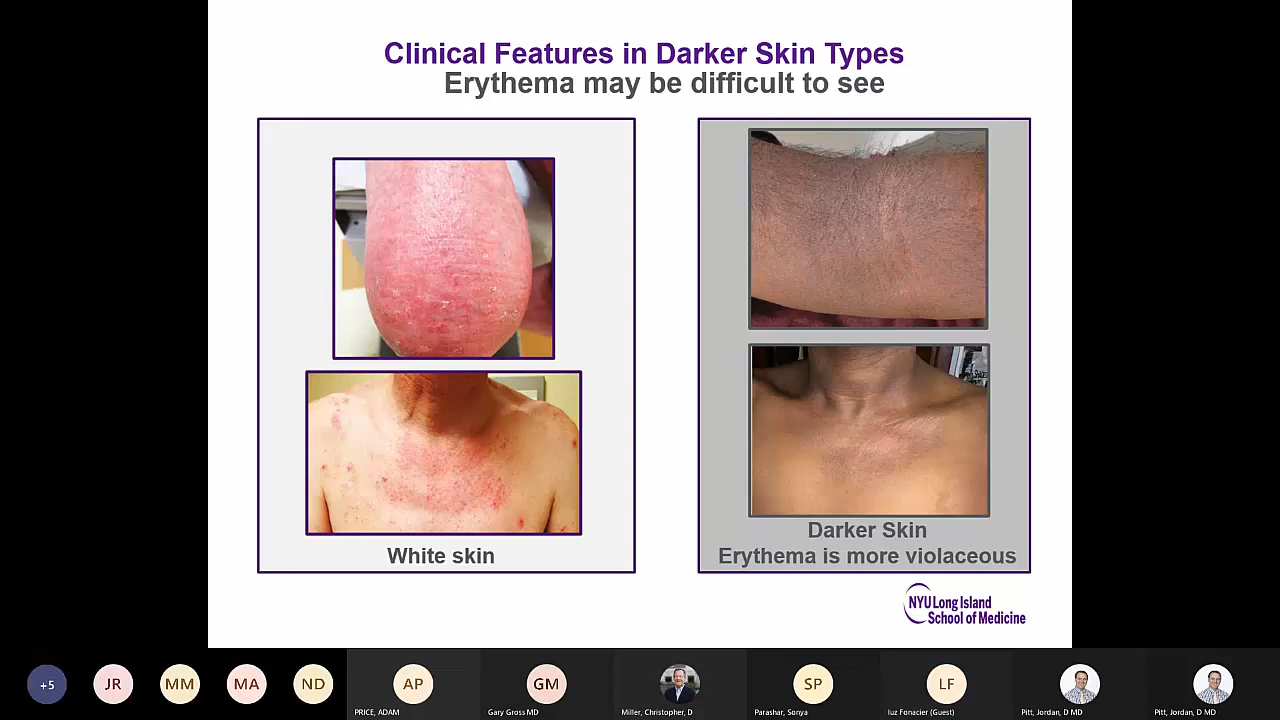 Clinical Features in Darker Skin Types
Erythema may be difficult to see
White skin
Darker Skin
Erythema is more violaceous
NYU Long Island
School of Medicine
+5
JR
MM
MA
ND
AP
GM
SP
LF
PRICE, ADAM
Gary Gross MD
Miller, Christopher, D
Parashar, Sonya
luz Fonacier (Guest)
Pitt, Jordan, D MD
Pitt, Jordan, D MD